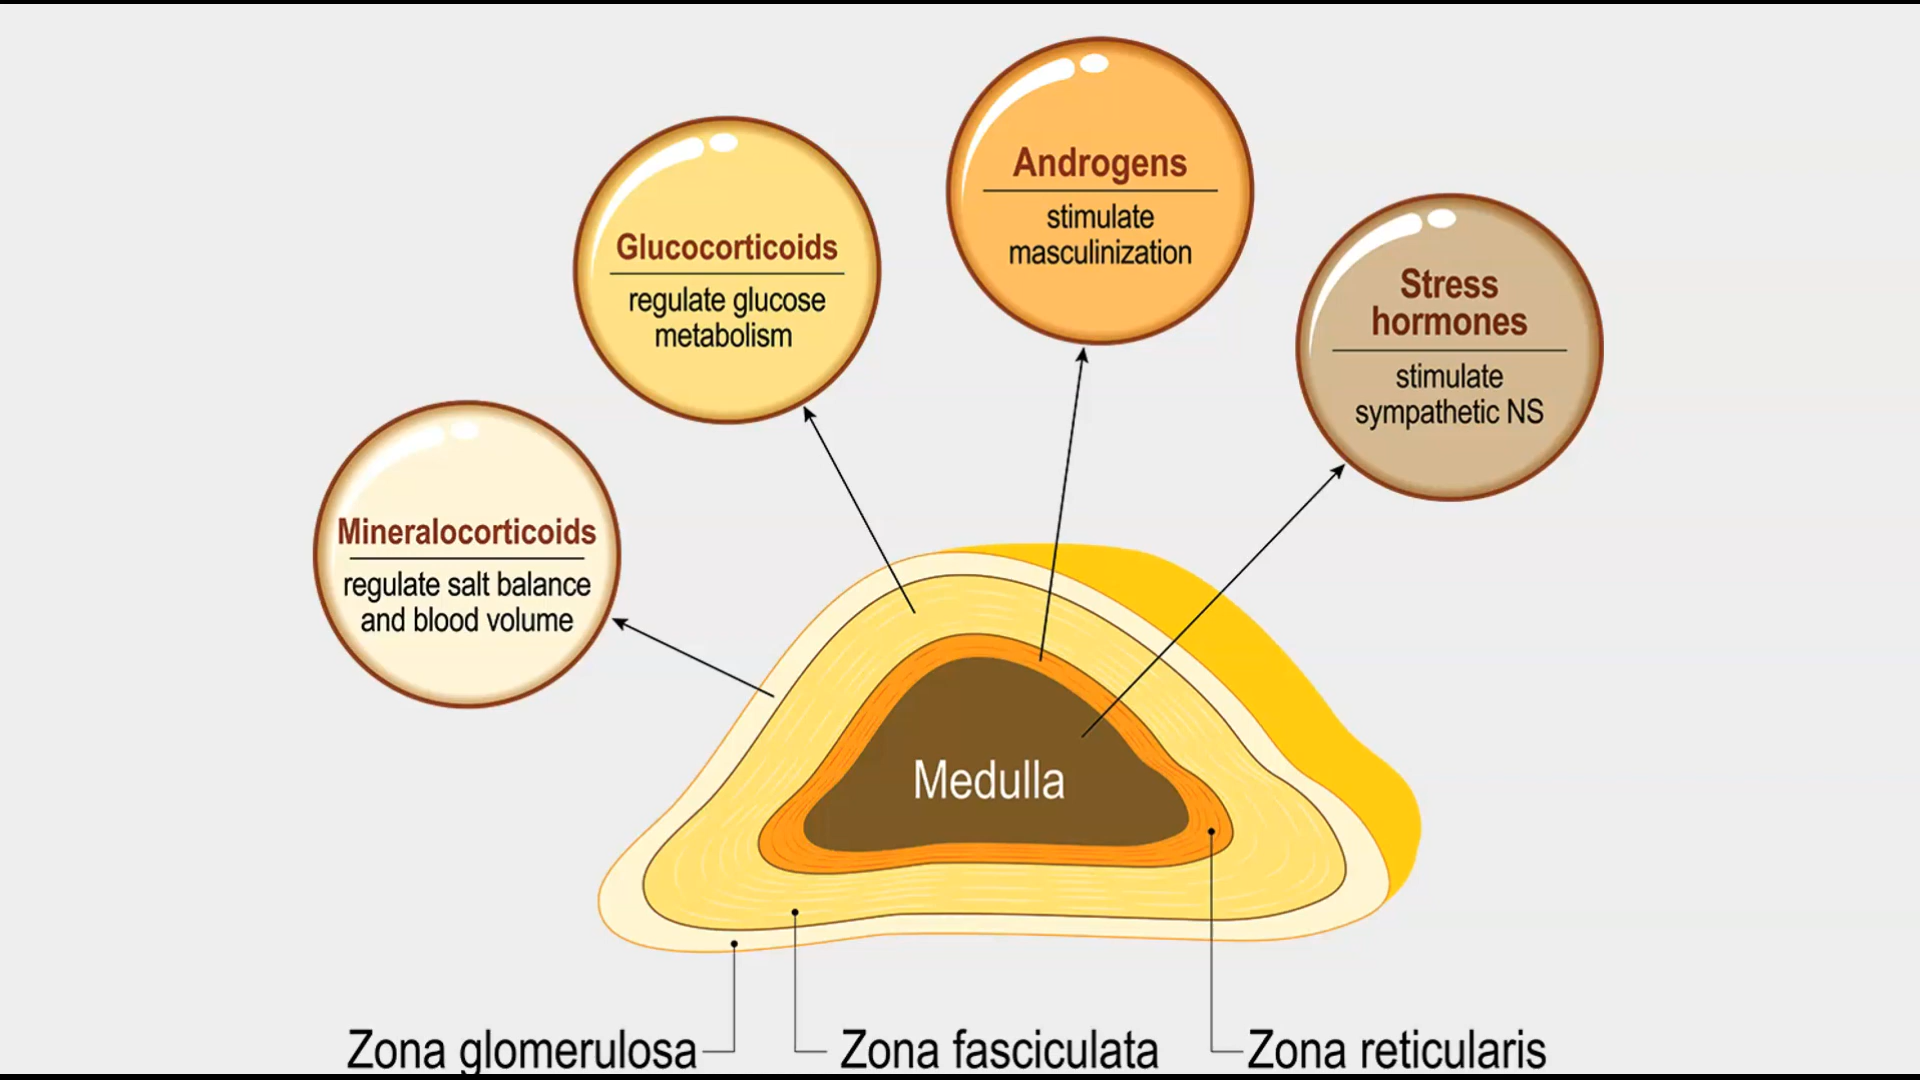 Androgens
stimulate
masculinization
Glucocorticoids
regulate glucose
metabolism
Stress
hormones
stimulate
sympathetic NS
Mineralocorticoids
regulate salt balance
and blood volume
Medulla
Zona glomerulosa
Zona fasciculata
Zona reticularis